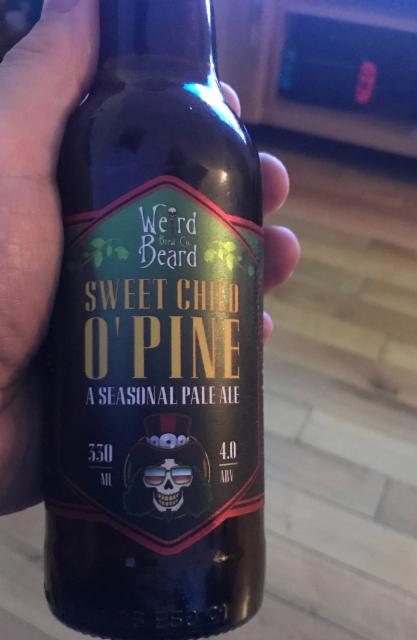 Weird
Brew Co.
Beard
SWEET CHILD
O'PINE
A SEASONAL PALE ALE
330
ML
4.0
ABV